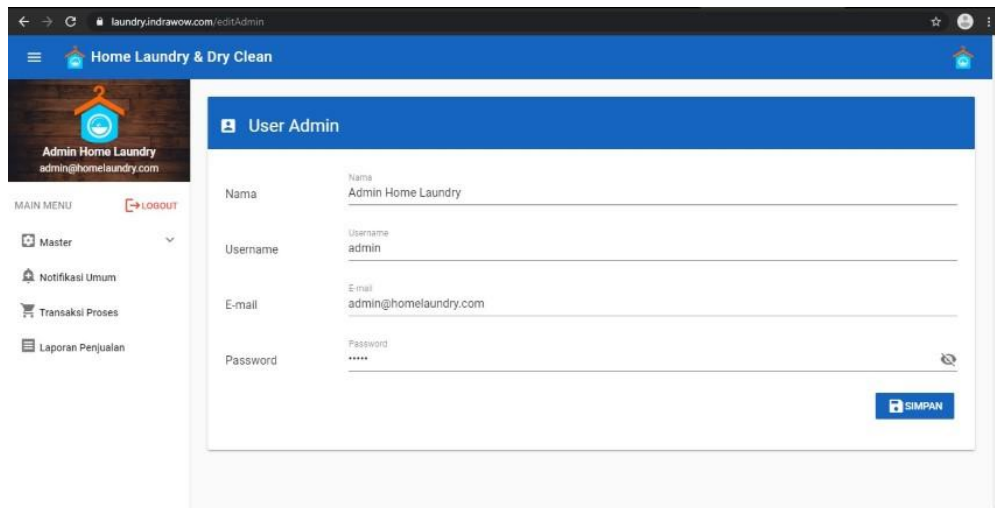 laundry.indrawow.com/editAdmin
Home Laundry & Dry Clean
Admin Home Laundry
admin@homelaundry.com
MAIN MENU
LOGOUT
Master
Notifikasi Umum
Transaksi Proses
Laporan Penjualan
User Admin
Nama
Nama
Admin Home Laundry
Username
Username
admin
E-mail
E-mail
admin@homelaundry.com
Password
Password
•••••
SIMPAN